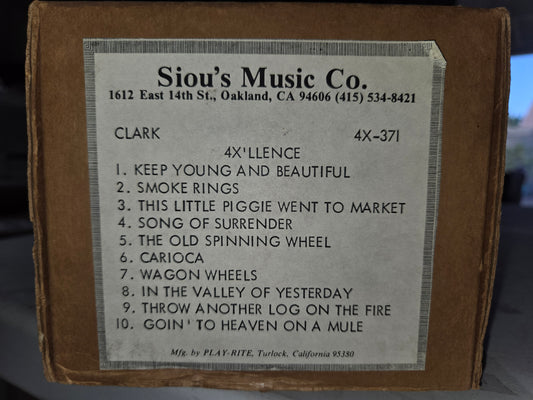 Siou's Music Co.
1612 East 14th St., Oakland, CA 94606 (415) 534-8421
CLARK 4X-371
4X'LLENCE
1. KEEP YOUNG AND BEAUTIFUL
2. SMOKE RINGS
3. THIS LITTLE PIGGIE WENT TO MARKET
4. SONG OF SURRENDER
5. THE OLD SPINNING WHEEL
6. CARIOCA
7. WAGON WHEELS
8. IN THE VALLEY OF YESTERDAY
9. THROW ANOTHER LOG ON THE FIRE
10. GOIN' TO HEAVEN ON A MULE
Mfg. by PLAY-RITE, Turlock, California 95380